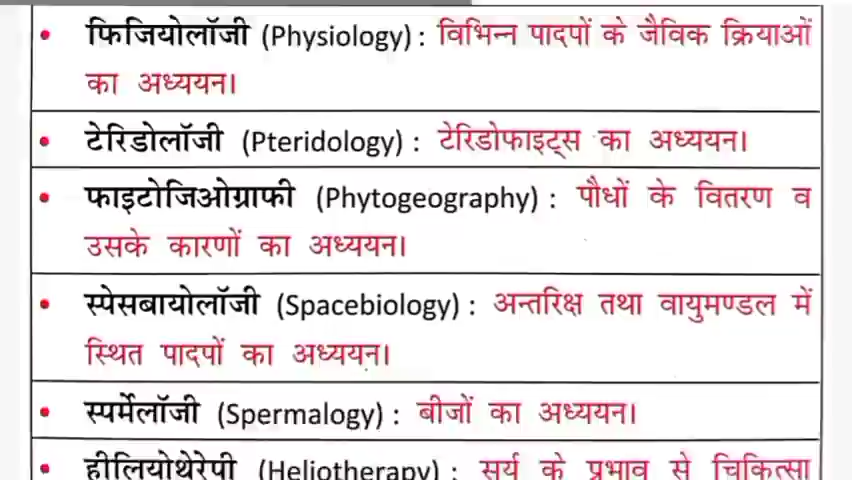 • फिजियोलॉजी (Physiology) : विभिन्न पादपों के जैविक क्रियाओं
का अध्ययन।
• टेरिडोलॉजी (Pteridology) : टेरिडोफाइट्स का अध्ययन।
• फाइटोजिओग्राफी (Phytogeography) : पौधों के वितरण व
उसके कारणों का अध्ययन।
• स्पेसबायोलॉजी (Spacebiology) : अन्तरिक्ष तथा वायुमण्डल में
स्थित पादपों का अध्ययन।
• स्पर्मेलॉजी (Spermalogy) : बीजों का अध्ययन।
• हीलियोथेरेपी (Heliotherapy) : सूर्य के प्रभाव से चिकित्सा